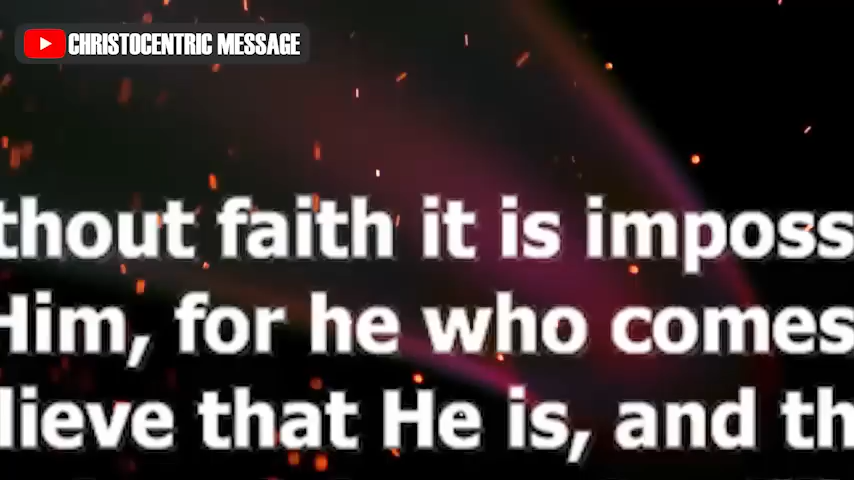 CHRISTOCENTRIC MESSAGE
thout faith it is imposs
Him, for he who comes
lieve that He is, and th